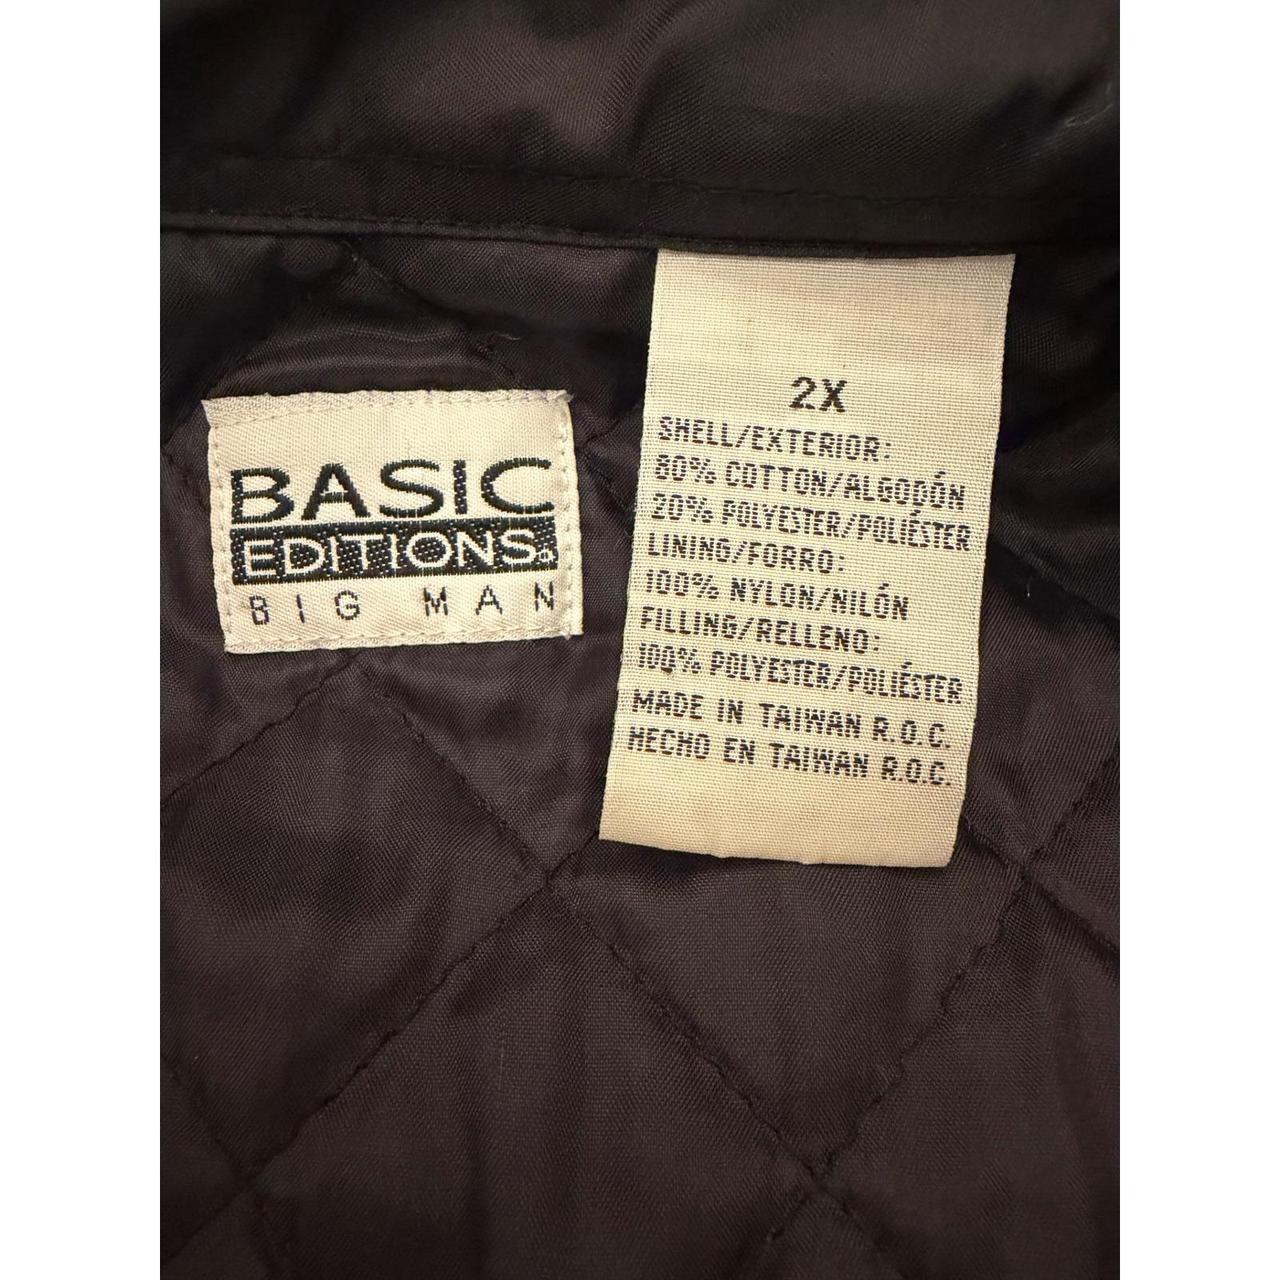 BASIC
EDITIONS®
BIG MAN
2X
SHELL/EXTERIOR:
80% COTTON/ALGODÓN
20% POLYESTER/POLIÉSTER
LINING/FORRO:
100% NYLON/NILÓN
FILLING/RELLENO:
100% POLYESTER/POLIÉSTER
MADE IN TAIWAN R.O.C.
HECHO EN TAIWAN R.O.C.